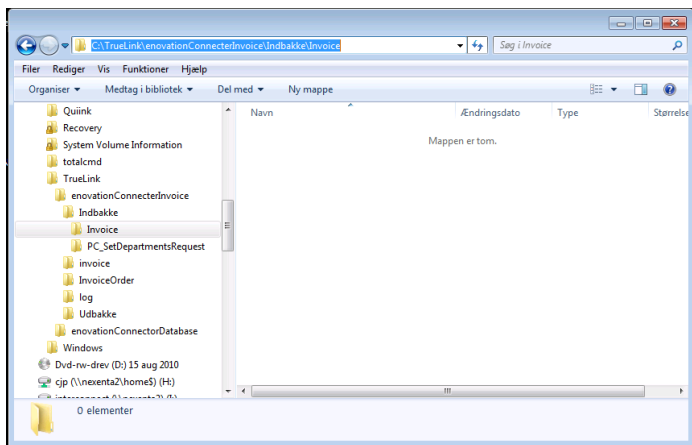 C:\TrueLink\enovationConnecterInvoice\Indbakke\Invoice
Søg i Invoice
Filer Rediger Vis Funktioner Hjælp
Organiser Medtag i bibliotek Del med Ny mappe
Navn Ændringsdato Type Størrelse
Mappen er tom.
Quiink
Recovery
System Volume Information
totalcmd
TrueLink
enovationConnecterInvoice
Indbakke
Invoice
PC_SetDepartmentsRequest
invoice
InvoiceOrder
log
Udbakke
enovationConnectorDatabase
Windows
Dvd-rw-drev (D:) 15 aug 2010
cjp (\\nexenta2\home$) (H:)
0 elementer